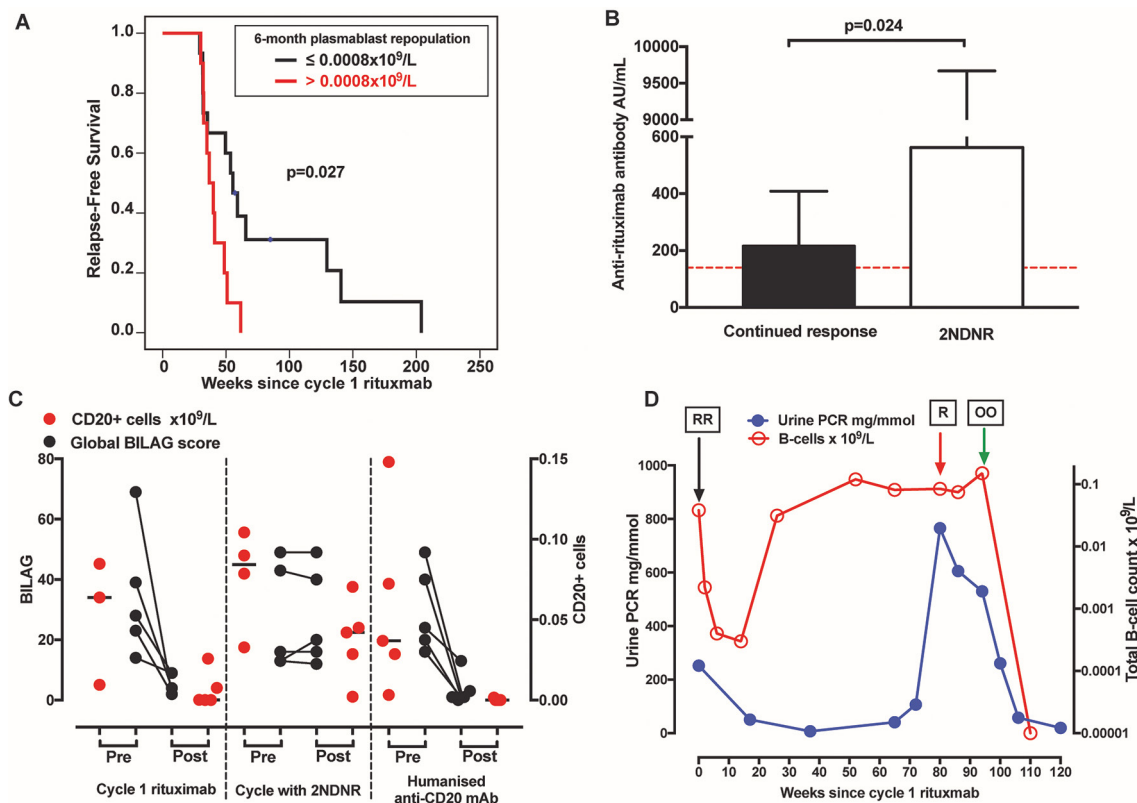 A
6-month plasmablast repopulation
≤ 0.0008x10⁹/L
> 0.0008x10⁹/L
p=0.027
Relapse-Free Survival
1.0
0.8
0.6
0.4
0.2
0.0
0 50 100 150 200 250
Weeks since cycle 1 rituxmab
B
p=0.024
Anti-rituximab antibody AU/mL
10000
9500
9000
600
400
200
0
Continued response 2NDNR
C
CD20+ cells x10⁹/L
Global BILAG score
BILAG
80
60
40
20
0
0.15
0.10
0.05
0.00
CD20+ cells
Pre Post Pre Post Pre Post
Cycle 1 rituximab
Cycle with 2NDNR
Humanised
anti-CD20 mAb
D
Urine PCR mg/mmol
B-cells x 10⁹/L
RR
R
OO
Urine PCR mg/mmol
1000
800
600
400
200
0.1
0.01
0.001
0.0001
0.00001
Total B-cell count x 10⁹/L
0 10 20 30 40 50 60 70 80 90 100 110 120
Weeks since cycle 1 rituximab